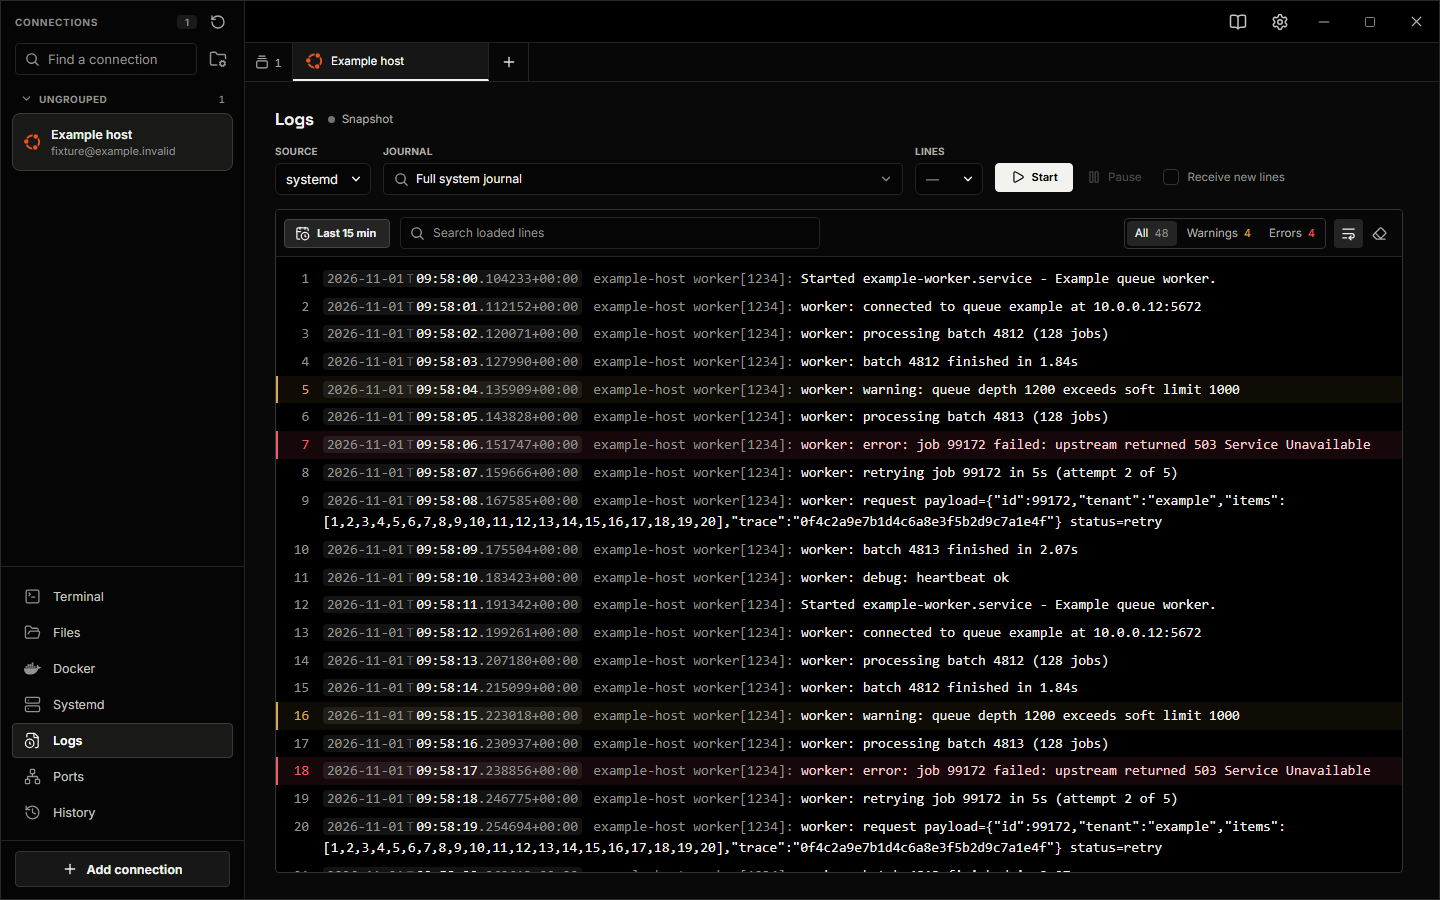 CONNECTIONS 1
Find a connection
UNGROUPED 1
Example host
fixture@example.invalid
Terminal
Files
Docker
Systemd
Logs
Ports
History
+ Add connection
1 Example host +
Logs Snapshot
SOURCE JOURNAL LINES
systemd Full system journal — Start Pause Receive new lines
Last 15 min Search loaded lines All 48 Warnings 4 Errors 4
1 2026-11-01T09:58:00.104233+00:00 example-host worker[1234]: Started example-worker.service - Example queue worker.
2 2026-11-01T09:58:01.112152+00:00 example-host worker[1234]: worker: connected to queue example at 10.0.0.12:5672
3 2026-11-01T09:58:02.120071+00:00 example-host worker[1234]: worker: processing batch 4812 (128 jobs)
4 2026-11-01T09:58:03.127990+00:00 example-host worker[1234]: worker: batch 4812 finished in 1.84s
5 2026-11-01T09:58:04.135909+00:00 example-host worker[1234]: worker: warning: queue depth 1200 exceeds soft limit 1000
6 2026-11-01T09:58:05.143828+00:00 example-host worker[1234]: worker: processing batch 4813 (128 jobs)
7 2026-11-01T09:58:06.151747+00:00 example-host worker[1234]: worker: error: job 99172 failed: upstream returned 503 Service Unavailable
8 2026-11-01T09:58:07.159666+00:00 example-host worker[1234]: worker: retrying job 99172 in 5s (attempt 2 of 5)
9 2026-11-01T09:58:08.167585+00:00 example-host worker[1234]: worker: request payload={"id":99172,"tenant":"example","items":
[1,2,3,4,5,6,7,8,9,10,11,12,13,14,15,16,17,18,19,20],"trace":"0f4c2a9e7b1d4c6a8e3f5b2d9c7a1e4f"} status=retry
10 2026-11-01T09:58:09.175504+00:00 example-host worker[1234]: worker: batch 4813 finished in 2.07s
11 2026-11-01T09:58:10.183423+00:00 example-host worker[1234]: worker: debug: heartbeat ok
12 2026-11-01T09:58:11.191342+00:00 example-host worker[1234]: Started example-worker.service - Example queue worker.
13 2026-11-01T09:58:12.199261+00:00 example-host worker[1234]: worker: connected to queue example at 10.0.0.12:5672
14 2026-11-01T09:58:13.207180+00:00 example-host worker[1234]: worker: processing batch 4812 (128 jobs)
15 2026-11-01T09:58:14.215099+00:00 example-host worker[1234]: worker: batch 4812 finished in 1.84s
16 2026-11-01T09:58:15.223018+00:00 example-host worker[1234]: worker: warning: queue depth 1200 exceeds soft limit 1000
17 2026-11-01T09:58:16.230937+00:00 example-host worker[1234]: worker: processing batch 4813 (128 jobs)
18 2026-11-01T09:58:17.238856+00:00 example-host worker[1234]: worker: error: job 99172 failed: upstream returned 503 Service Unavailable
19 2026-11-01T09:58:18.246775+00:00 example-host worker[1234]: worker: retrying job 99172 in 5s (attempt 2 of 5)
20 2026-11-01T09:58:19.254694+00:00 example-host worker[1234]: worker: request payload={"id":99172,"tenant":"example","items":
[1,2,3,4,5,6,7,8,9,10,11,12,13,14,15,16,17,18,19,20],"trace":"0f4c2a9e7b1d4c6a8e3f5b2d9c7a1e4f"} status=retry